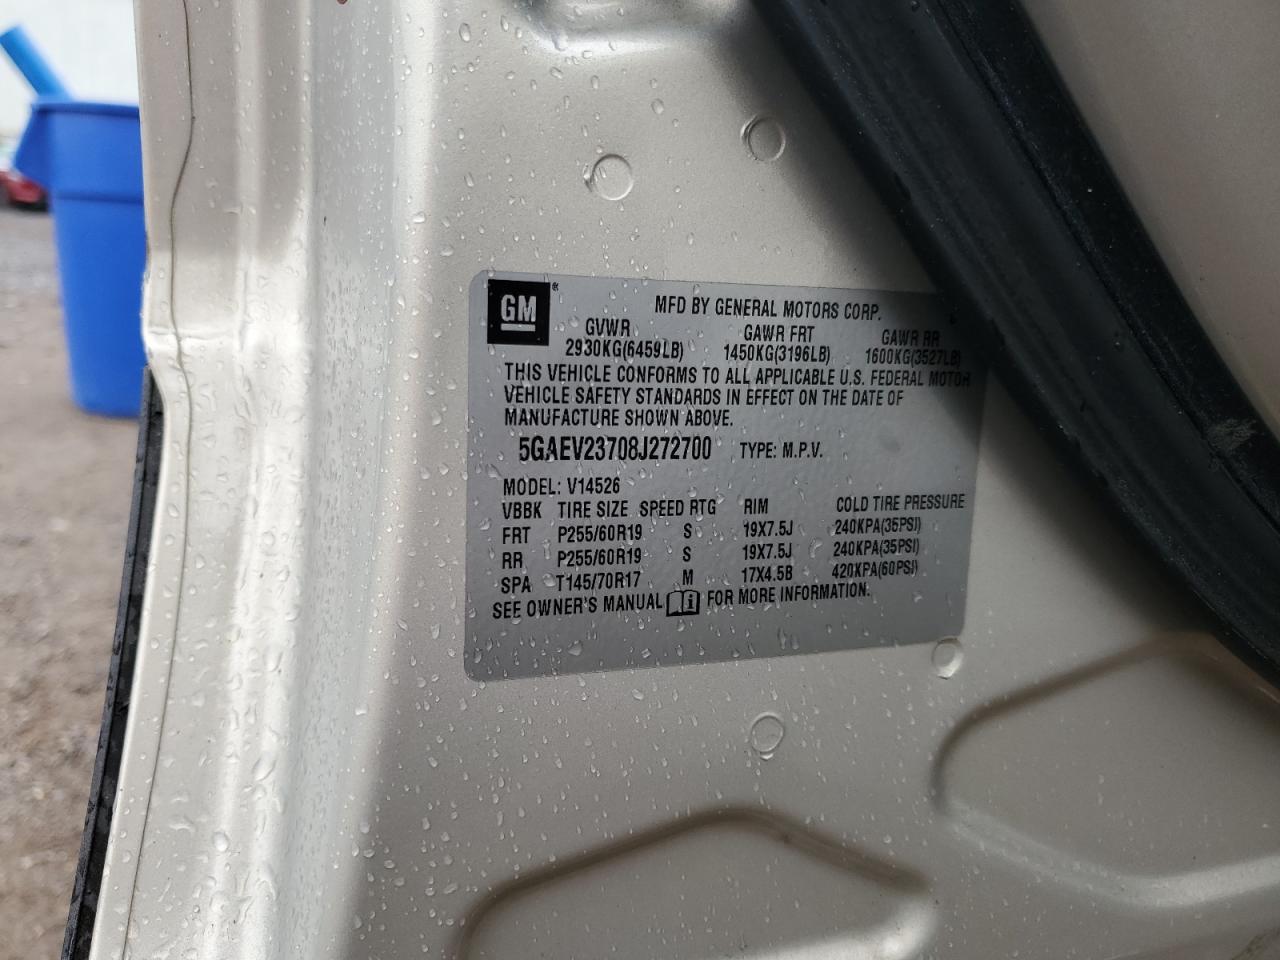 GM ®
MFD BY GENERAL MOTORS CORP.
GVWR GAWR FRT GAWR RR
2930KG(6459LB) 1450KG(3196LB) 1600KG(3527LB)
THIS VEHICLE CONFORMS TO ALL APPLICABLE U.S. FEDERAL MOTOR
VEHICLE SAFETY STANDARDS IN EFFECT ON THE DATE OF
MANUFACTURE SHOWN ABOVE.
5GAEV23708J272700 TYPE: M.P.V.
MODEL: V14526
VBBK TIRE SIZE SPEED RTG RIM COLD TIRE PRESSURE
FRT P255/60R19 S 19X7.5J 240KPA(35PSI)
RR P255/60R19 S 19X7.5J 240KPA(35PSI)
SPA T145/70R17 M 17X4.5B 420KPA(60PSI)
SEE OWNER'S MANUAL i FOR MORE INFORMATION.